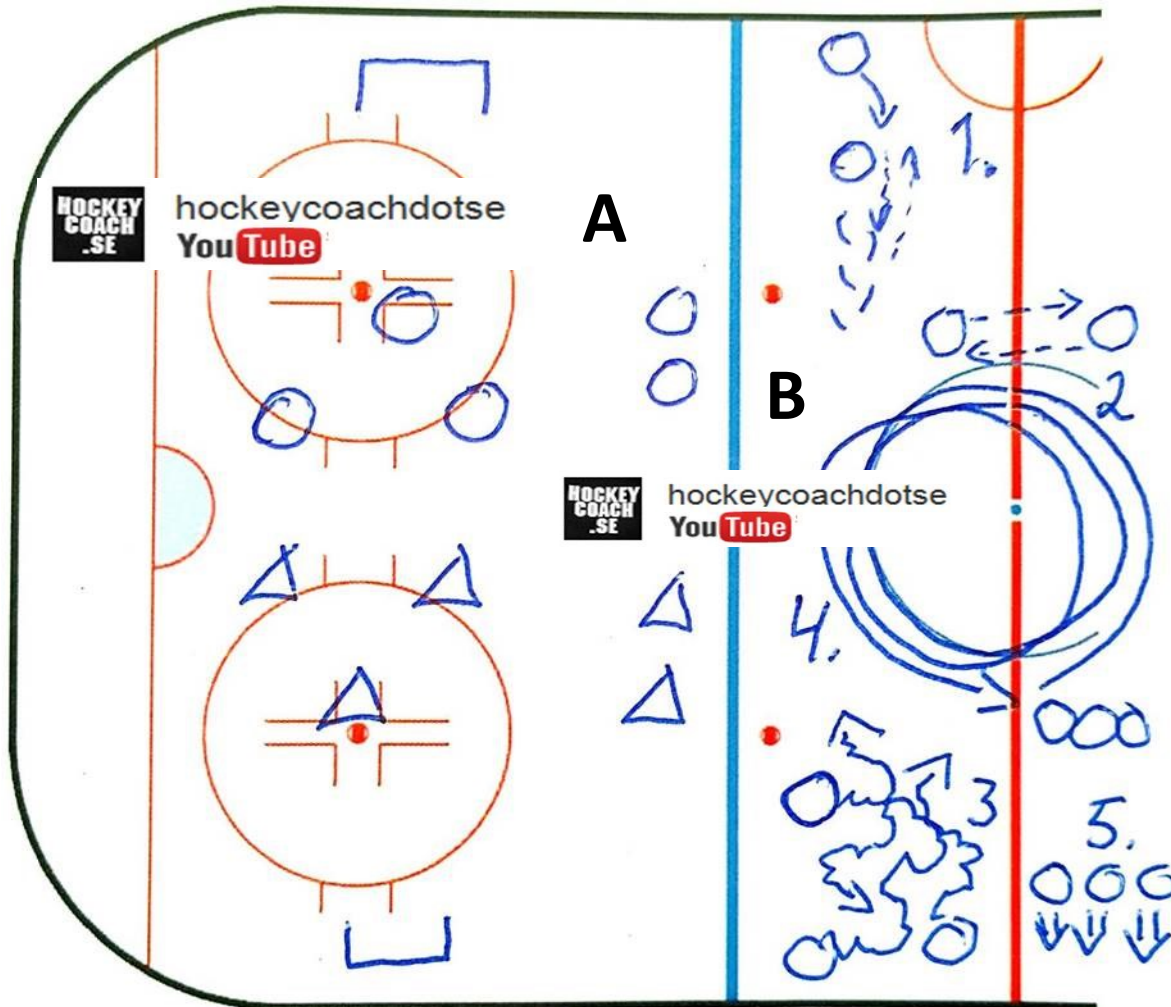 HOCKEY
COACH
.SE
hockeycoachdotse
YouTube
A
1.
B
2
HOCKEY
COACH
.SE
hockeycoachdotse
YouTube
4.
3
5.